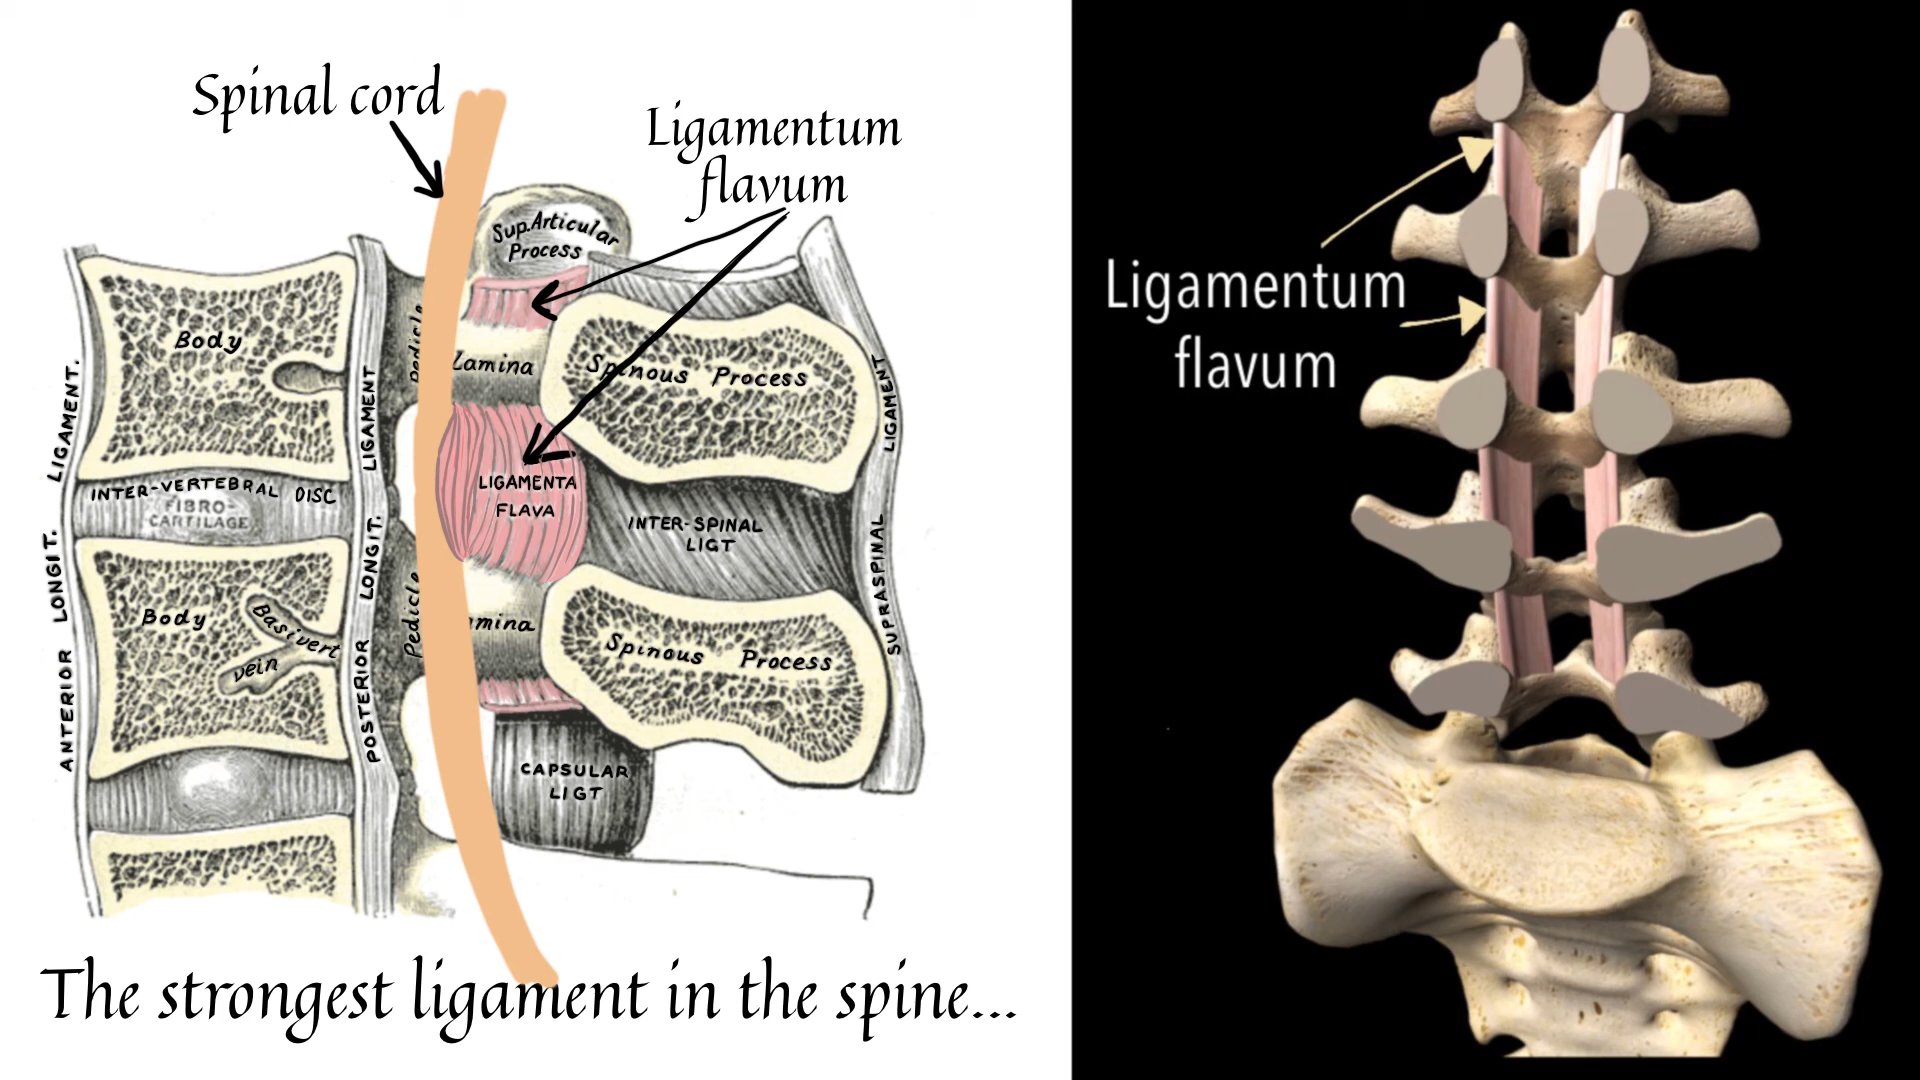 Spinal cord
Ligamentum
flavum
Sup. Articular
Process
Body
Pedicle
Lamina
Spinous Process
LIGAMENTA
FLAVA
INTER-VERTEBRAL DISC
FIBRO-
CARTILAGE
INTER-SPINAL
LIGT
Body
Basivert
vein
Pedicle
mina
Spinous Process
CAPSULAR
LIGT
ANTERIOR LONGIT. LIGAMENT.
POSTERIOR LONGIT. LIGAMENT
SUPRASPINAL LIGAMENT
The strongest ligament in the spine...
Ligamentum
flavum